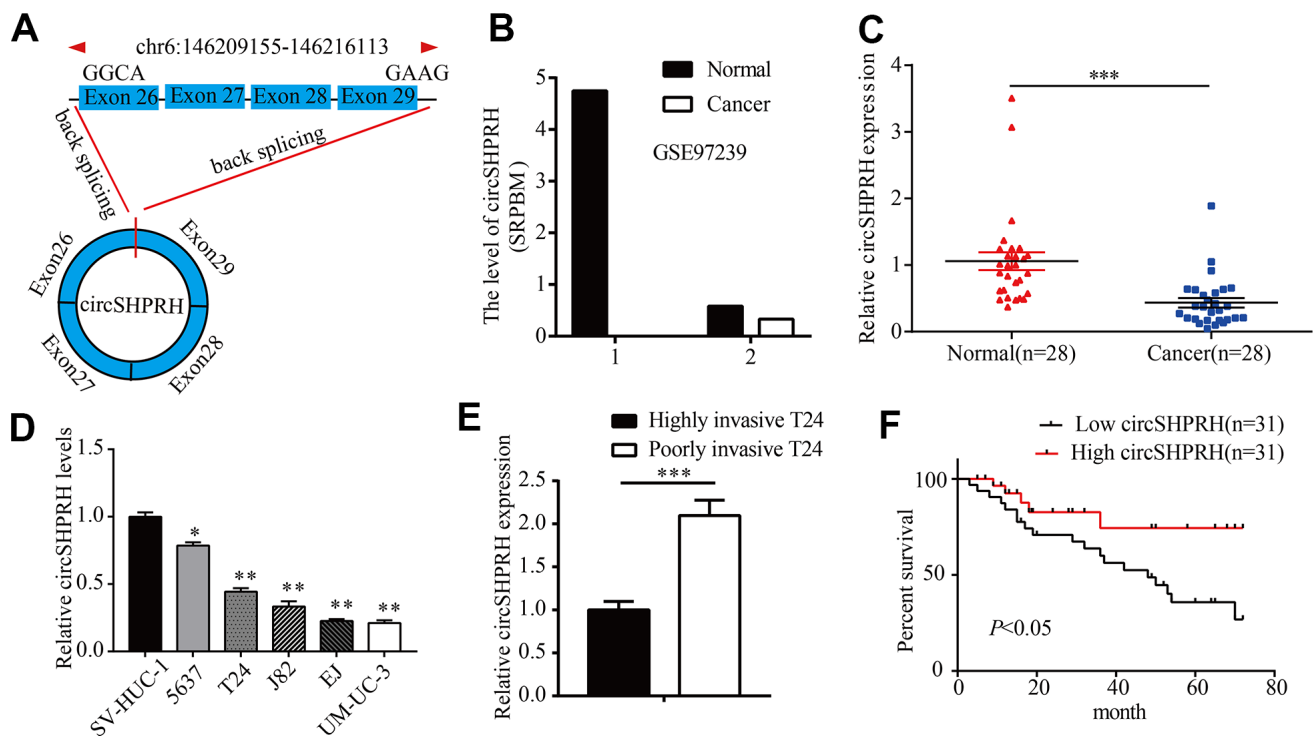 A
chr6:146209155-146216113
GGCA
GAAG
Exon 26
Exon 27
Exon 28
Exon 29
back splicing
back splicing
Exon26
Exon29
circSHPRH
Exon27
Exon28
B
Normal
Cancer
GSE97239
The level of circSHPRH
(SRPBM)
5
4
3
2
1
0
1
2
C
***
Relative circSHPRH expression
4
3
2
1
0
Normal(n=28)
Cancer(n=28)
D
Relative circSHPRH levels
1.5
1.0
0.5
0.0
*
**
**
**
**
SV-HUC-1
5637
T24
J82
EJ
UM-UC-3
E
Highly invasive T24
Poorly invasive T24
***
Relative circSHPRH expression
2.5
2.0
1.5
1.0
0.5
0.0
F
Low circSHPRH(n=31)
High circSHPRH(n=31)
Percent survival
100
50
0
P<0.05
0
20
40
60
80
month